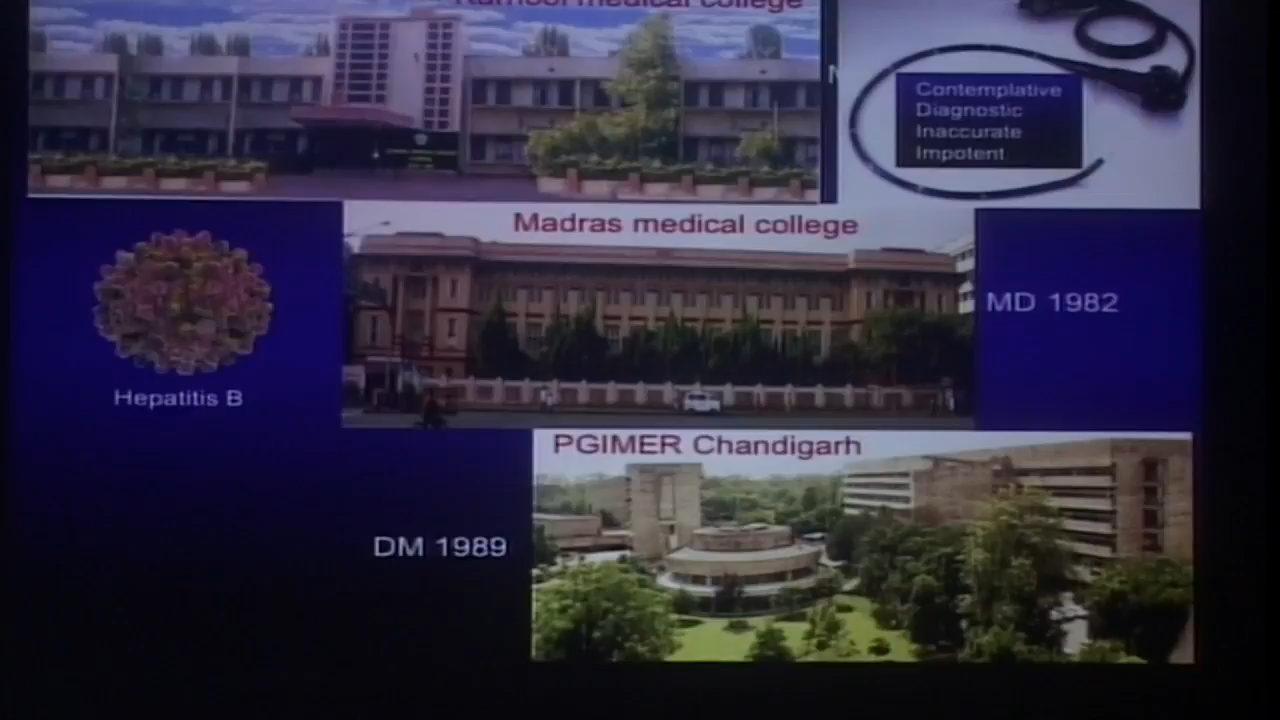 Kurnool medical college
Contemplative
Diagnostic
Inaccurate
Impotent
Madras medical college
MD 1982
Hepatitis B
PGIMER Chandigarh
DM 1989